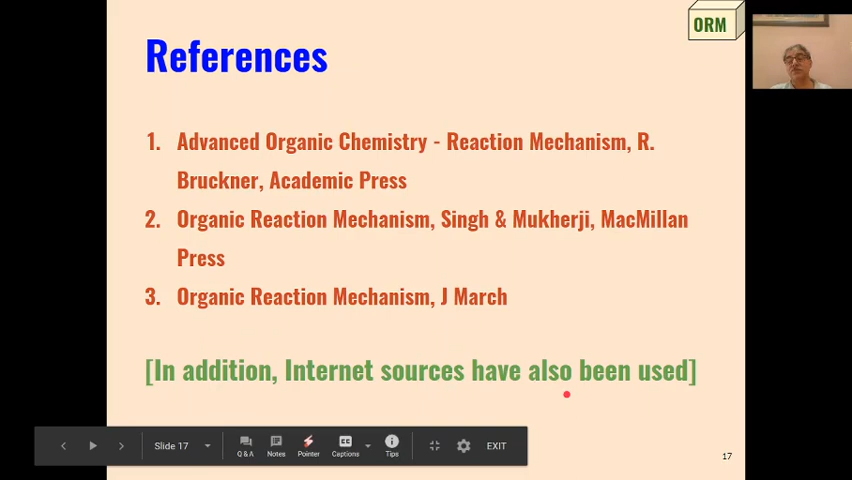 ORM
References
1. Advanced Organic Chemistry - Reaction Mechanism, R.
Bruckner, Academic Press
2. Organic Reaction Mechanism, Singh & Mukherji, MacMillan
Press
3. Organic Reaction Mechanism, J March
[In addition, Internet sources have also been used]
Slide 17
Q & A
Notes
Pointer
CC
Captions
Tips
EXIT
17